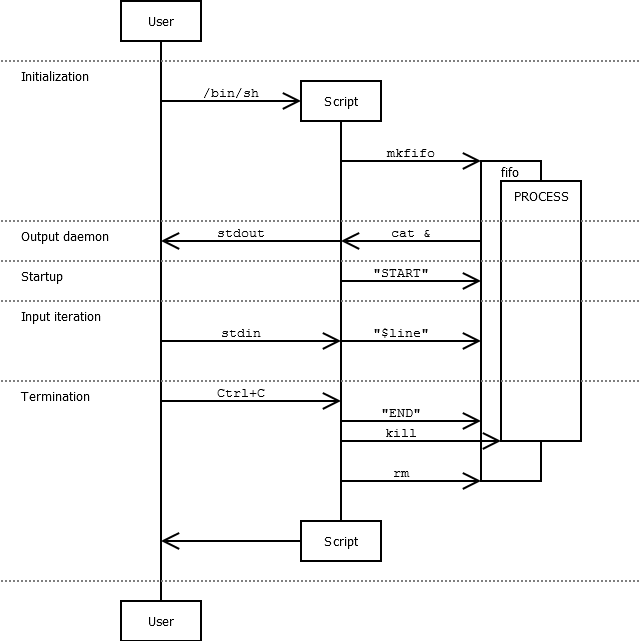 User
Initialization
/bin/sh
Script
mkfifo
fifo
PROCESS
Output daemon
stdout
cat &
Startup
"START"
Input iteration
stdin
"$line"
Termination
Ctrl+C
"END"
kill
rm
Script
User